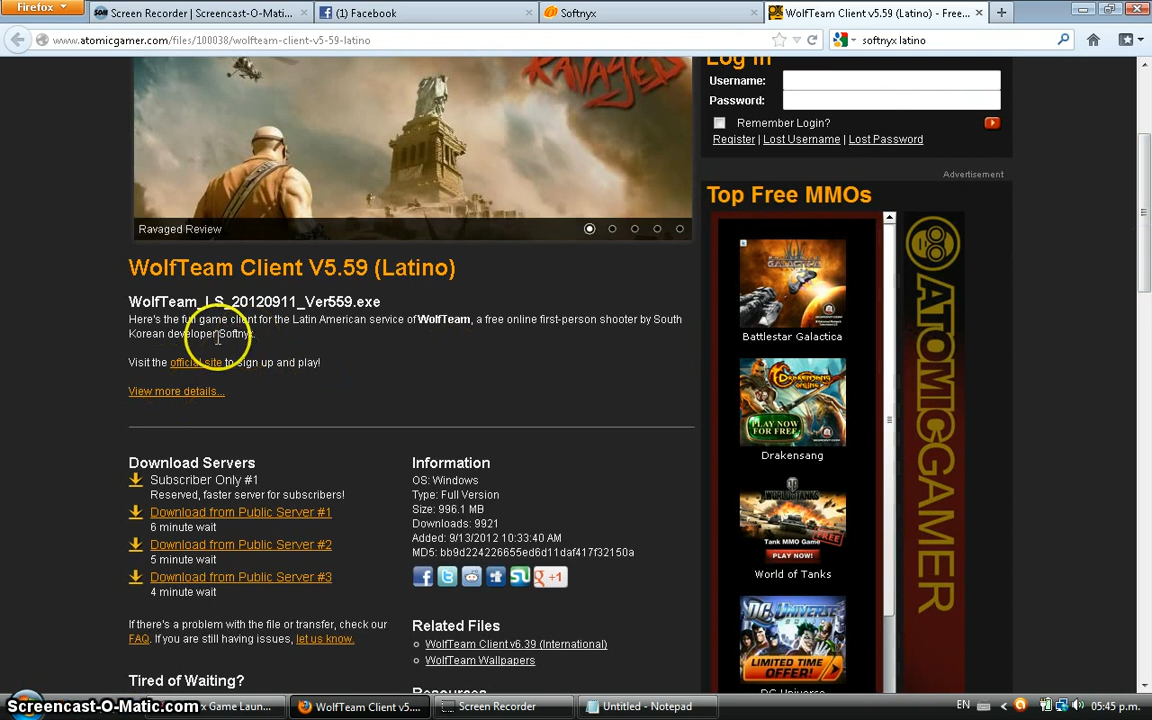 Firefox
Screen Recorder | Screencast-O-Mati...
(1) Facebook
Softnyx
WolfTeam Client v5.59 (Latino) - Free...
www.atomicgamer.com/files/100038/wolfteam-client-v5-59-latino
softnyx latino
RAVAGED
Ravaged Review
Log In
Username:
Password:
Remember Login?
Register | Lost Username | Lost Password
Advertisement
Top Free MMOs
Battlestar Galactica
PLAY NOW FOR FREE
Drakensang
Tank MMO Game
PLAY NOW!
World of Tanks
DC UNIVERSE
LIMITED TIME OFFER!
DC Universe
ATOMICGAMER
WolfTeam Client V5.59 (Latino)
WolfTeam_LS_20120911_Ver559.exe
Here's the full game client for the Latin American service of WolfTeam, a free online first-person shooter by South
Korean developer Softnyx.
Visit the official site to sign up and play!
View more details...
Download Servers
Subscriber Only #1
Reserved, faster server for subscribers!
Download from Public Server #1
6 minute wait
Download from Public Server #2
5 minute wait
Download from Public Server #3
4 minute wait
If there's a problem with the file or transfer, check our
FAQ. If you are still having issues, let us know.
Tired of Waiting?
Information
OS: Windows
Type: Full Version
Size: 996.1 MB
Downloads: 9921
Added: 9/13/2012 10:33:40 AM
MD5: bb9d224226655ed6d11daf417f32150a
+1
Related Files
WolfTeam Client v6.39 (International)
WolfTeam Wallpapers
Resources
Screencast-O-Matic.com
x Game Laun...
WolfTeam Client v5....
Screen Recorder
Untitled - Notepad
EN
05:45 p.m.